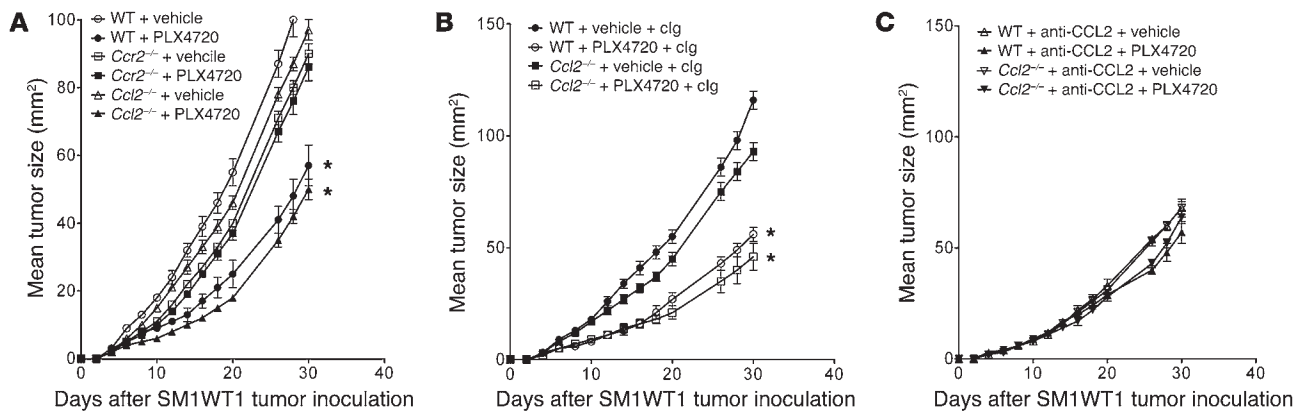 A
100
80
60
40
20
0
Mean tumor size (mm²)
WT + vehicle
WT + PLX4720
Ccr2⁻/⁻ + vehcile
Ccr2⁻/⁻ + PLX4720
Ccl2⁻/⁻ + vehicle
Ccl2⁻/⁻ + PLX4720
*
*
0 10 20 30 40
Days after SM1WT1 tumor inoculation
B
150
100
50
0
Mean tumor size (mm²)
WT + vehicle + cIg
WT + PLX4720 + cIg
Ccl2⁻/⁻ + vehicle + cIg
Ccl2⁻/⁻ + PLX4720 + cIg
*
*
0 10 20 30 40
Days after SM1WT1 tumor inoculation
C
150
100
50
0
Mean tumor size (mm²)
WT + anti-CCL2 + vehicle
WT + anti-CCL2 + PLX4720
Ccl2⁻/⁻ + anti-CCL2 + vehicle
Ccl2⁻/⁻ + anti-CCL2 + PLX4720
0 10 20 30 40
Days after SM1WT1 tumor inoculation